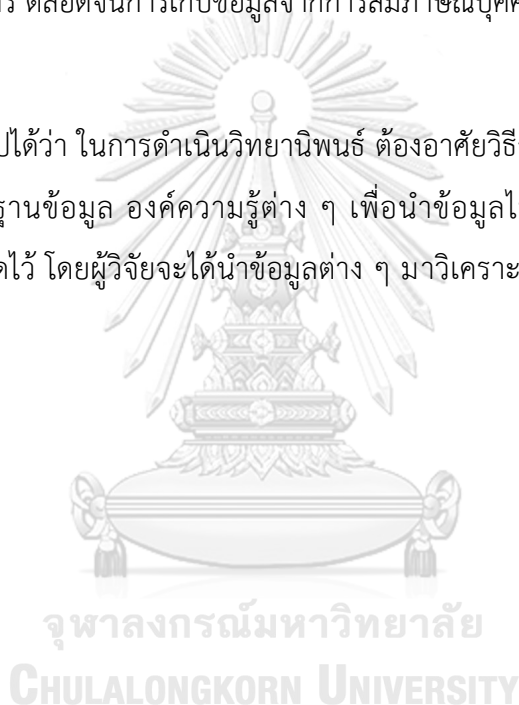 ตลอดจนการเก็บข้อมูลจากการสัมภาษณ์บุคค
ปได้ว่า ในการดำเนินวิทยานิพนธ์ ต้องอาศัยวิธี
ฐานข้อมูล องค์ความรู้ต่าง ๆ เพื่อนำข้อมูลไ
ดไว้ โดยผู้วิจัยจะได้นำข้อมูลต่าง ๆ มาวิเคราะ
จุฬาลงกรณ์มหาวิทยาลัย
CHULALONGKORN UNIVERSITY